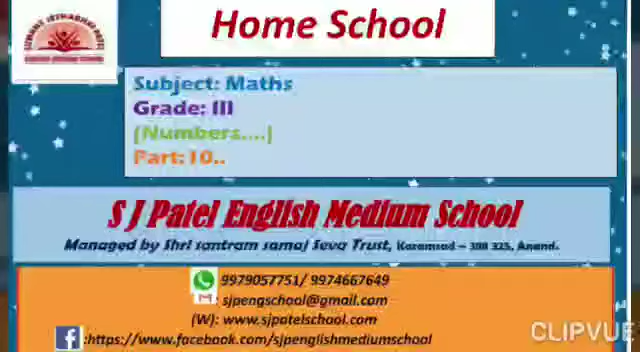 Home School
Subject: Maths
Grade: III
(Numbers....)
Part:10..
S J Patel English Medium School
Managed by Shri santram samaj Seva Trust, Karamsad – 388 325, Anand.
9979057751/ 9974667649
: sjpengschool@gmail.com
(W): www.sjpatelschool.com
:https://www.facebook.com/sjpenglishmediumschool
CLIPVUE